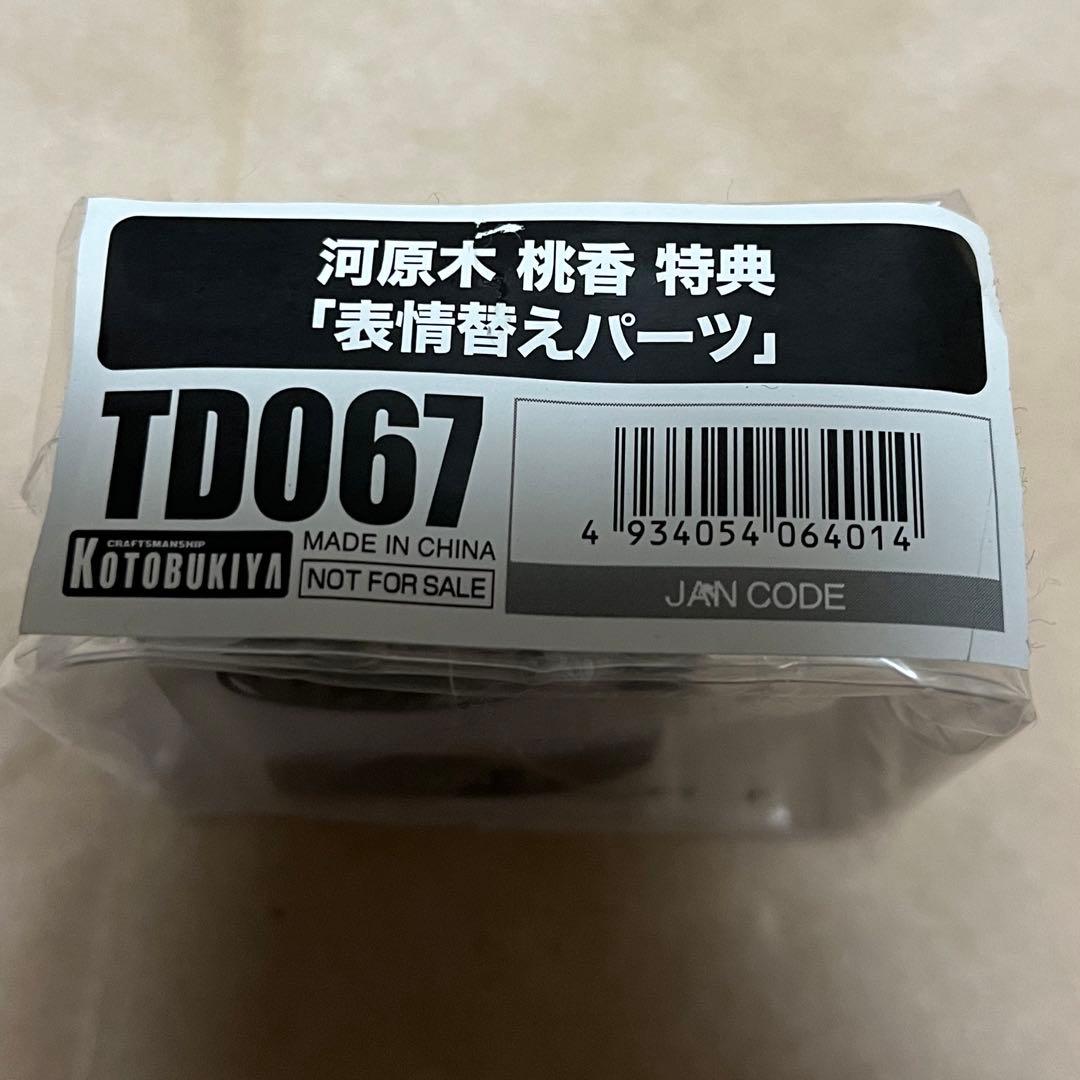 河原木 桃香 特典
「表情替えパーツ」
TD067
CRAFTSMANSHIP
KOTOBUKIYA
MADE IN CHINA
NOT FOR SALE
4 934054 064014
JAN CODE